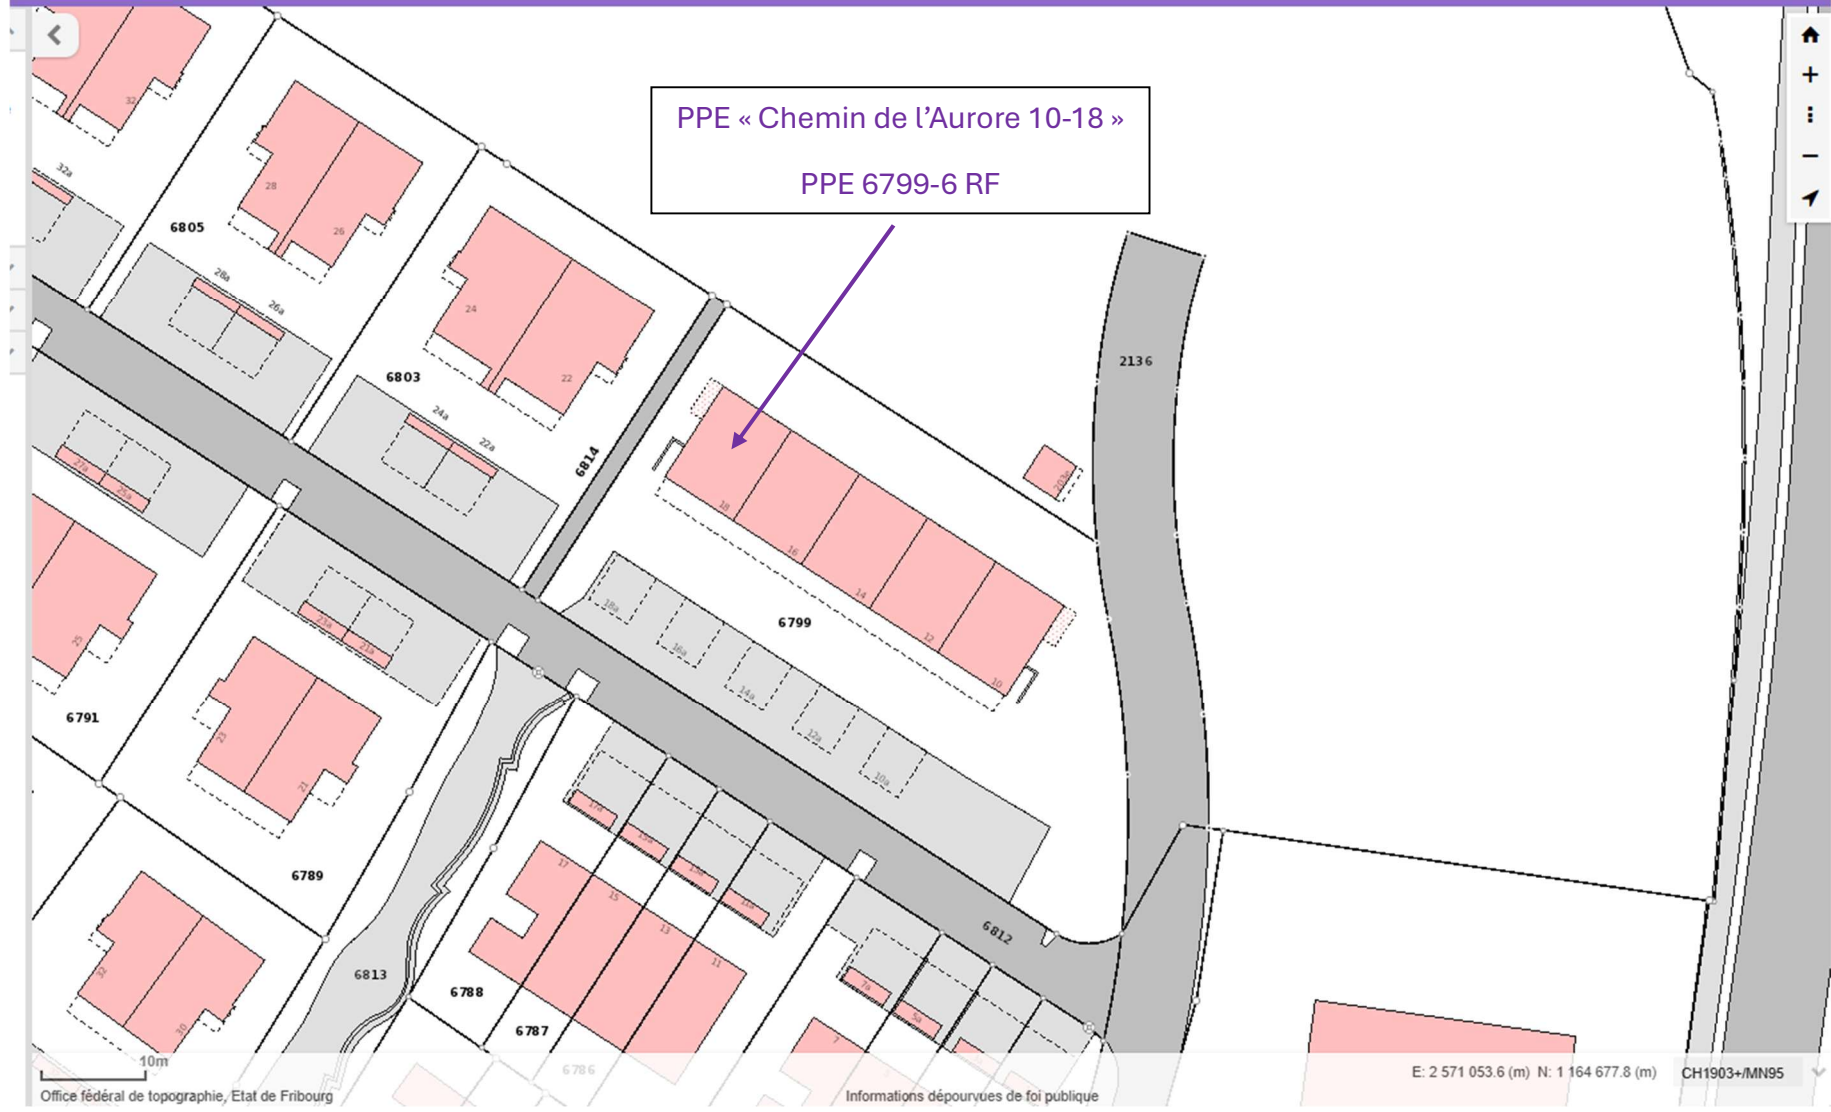 PPE « Chemin de l’Aurore 10-18 »
PPE 6799-6 RF
32
32a
28
6805
26
28a
26a
24
6803
22
24a
22a
6814
2136
203a
18
16
14
12
10
6799
18a
16a
14a
12a
10a
27a
25a
25
23a
21a
6791
23
21
6789
17a
15a
13a
11a
17
15
13
11
6812
6813
6788
6787
6786
32
30
7a
5a
7
10m
E: 2 571 053.6 (m) N: 1 164 677.8 (m)
CH1903+/MN95
Office fédéral de topographie, Etat de Fribourg
Informations dépourvues de foi publique